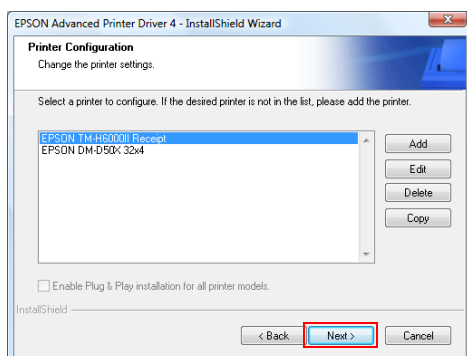 EPSON Advanced Printer Driver 4 - InstallShield Wizard
Printer Configuration
Change the printer settings.
Select a printer to configure. If the desired printer is not in the list, please add the printer.
EPSON TM-H6000II Receipt
EPSON DM-D50X 32x4
Add
Edit
Delete
Copy
Enable Plug & Play installation for all printer models.
InstallShield
< Back
Next >
Cancel